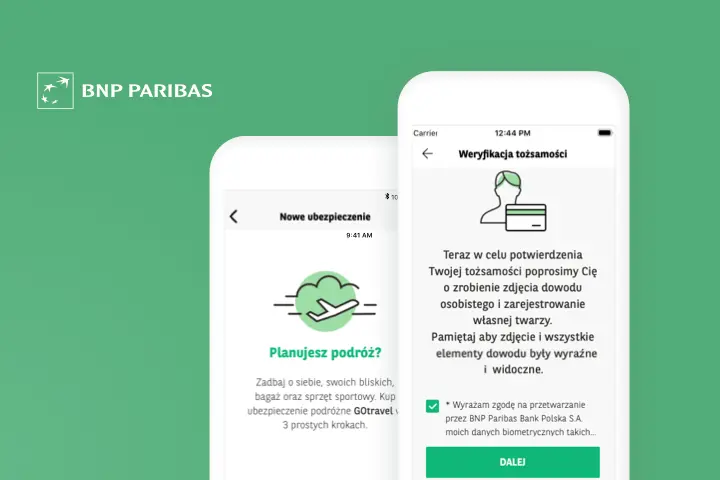 BNP PARIBAS
Nowe ubezpieczenie
9:41 AM
Planujesz podróż?
Zadbaj o siebie, swoich bliskich,
bagaż oraz sprzęt sportowy. Kup
ubezpieczenie podróżne GOtravel
3 prostych krokach.
Carrier
12:44 PM
Weryfikacja tożsamości
Teraz w celu potwierdzenia
Twojej tożsamości poprosimy Cię
o zrobienie zdjęcia dowodu
osobistego i zarejestrowanie
własnej twarzy.
Pamiętaj aby zdjęcie i wszystkie
elementy dowodu były wyraźne
i widoczne.
* Wyrażam zgodę na przetwarzanie
przez BNP Paribas Bank Polska S.A.
moich danych biometrycznych takich...
DALEJ